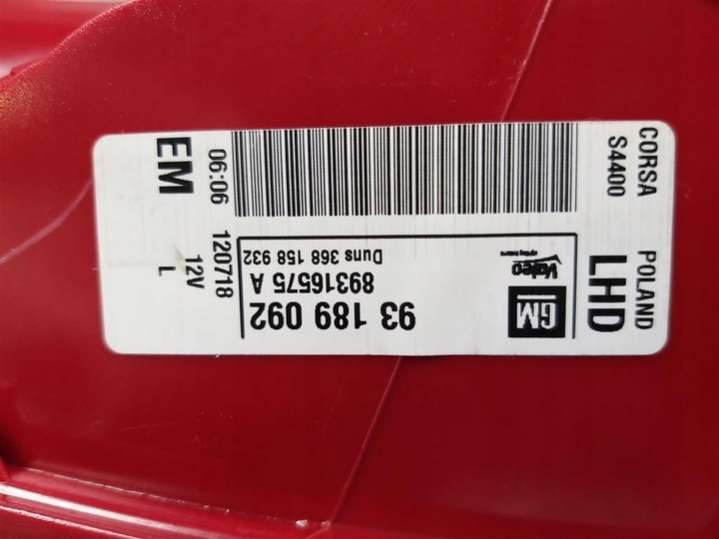 CORSA POLAND
S4400 LHD
GM
Valeo
93 189 092
89316575 A
Duns 368 158 932
06:06 120718
12V
L
EM